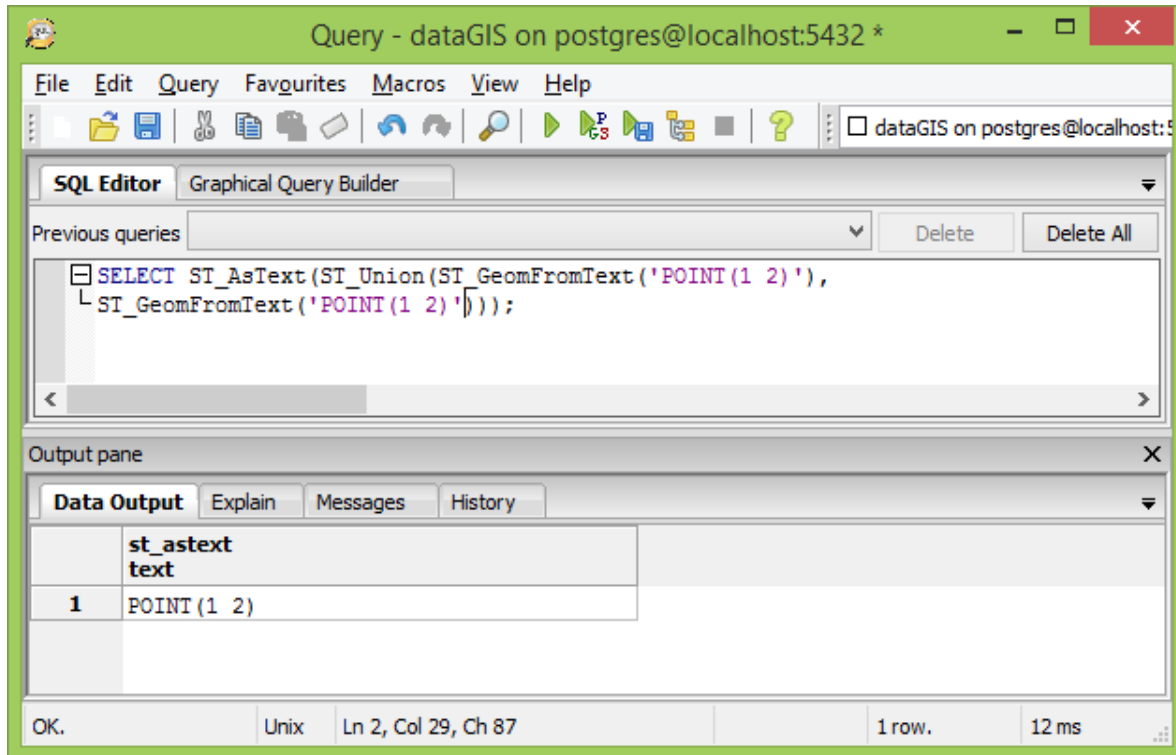 Query - dataGIS on postgres@localhost:5432 *
File Edit Query Favourites Macros View Help
dataGIS on postgres@localhost:5
SQL Editor Graphical Query Builder
Previous queries Delete Delete All
SELECT ST_AsText(ST_Union(ST_GeomFromText('POINT(1 2)'),
ST_GeomFromText('POINT(1 2)')));
Output pane
Data Output Explain Messages History
st_astext
text
1 POINT(1 2)
OK. Unix Ln 2, Col 29, Ch 87 1 row. 12 ms